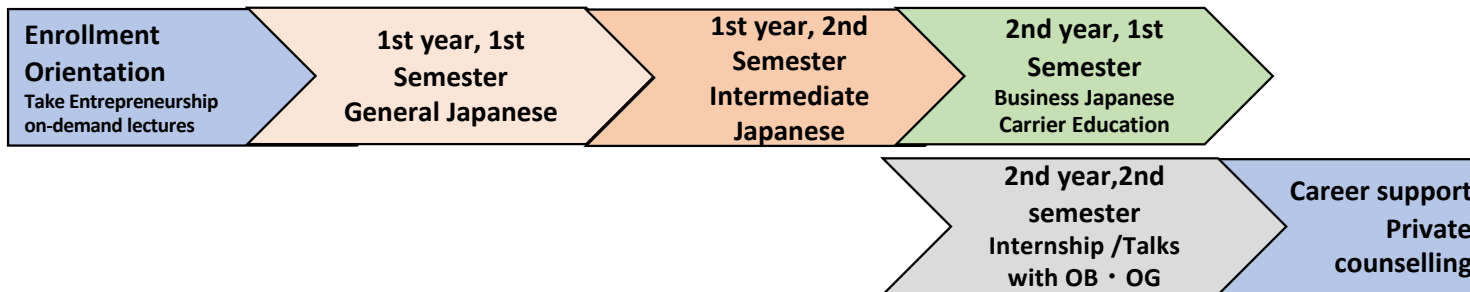 Enrollment
Orientation
Take Entrepreneurship
on-demand lectures
1st year, 1st
Semester
General Japanese
1st year, 2nd
Semester
Intermediate
Japanese
2nd year, 1st
Semester
Business Japanese
Carrier Education
2nd year,2nd
semester
Internship /Talks
with OB・OG
Career support
Private
counselling